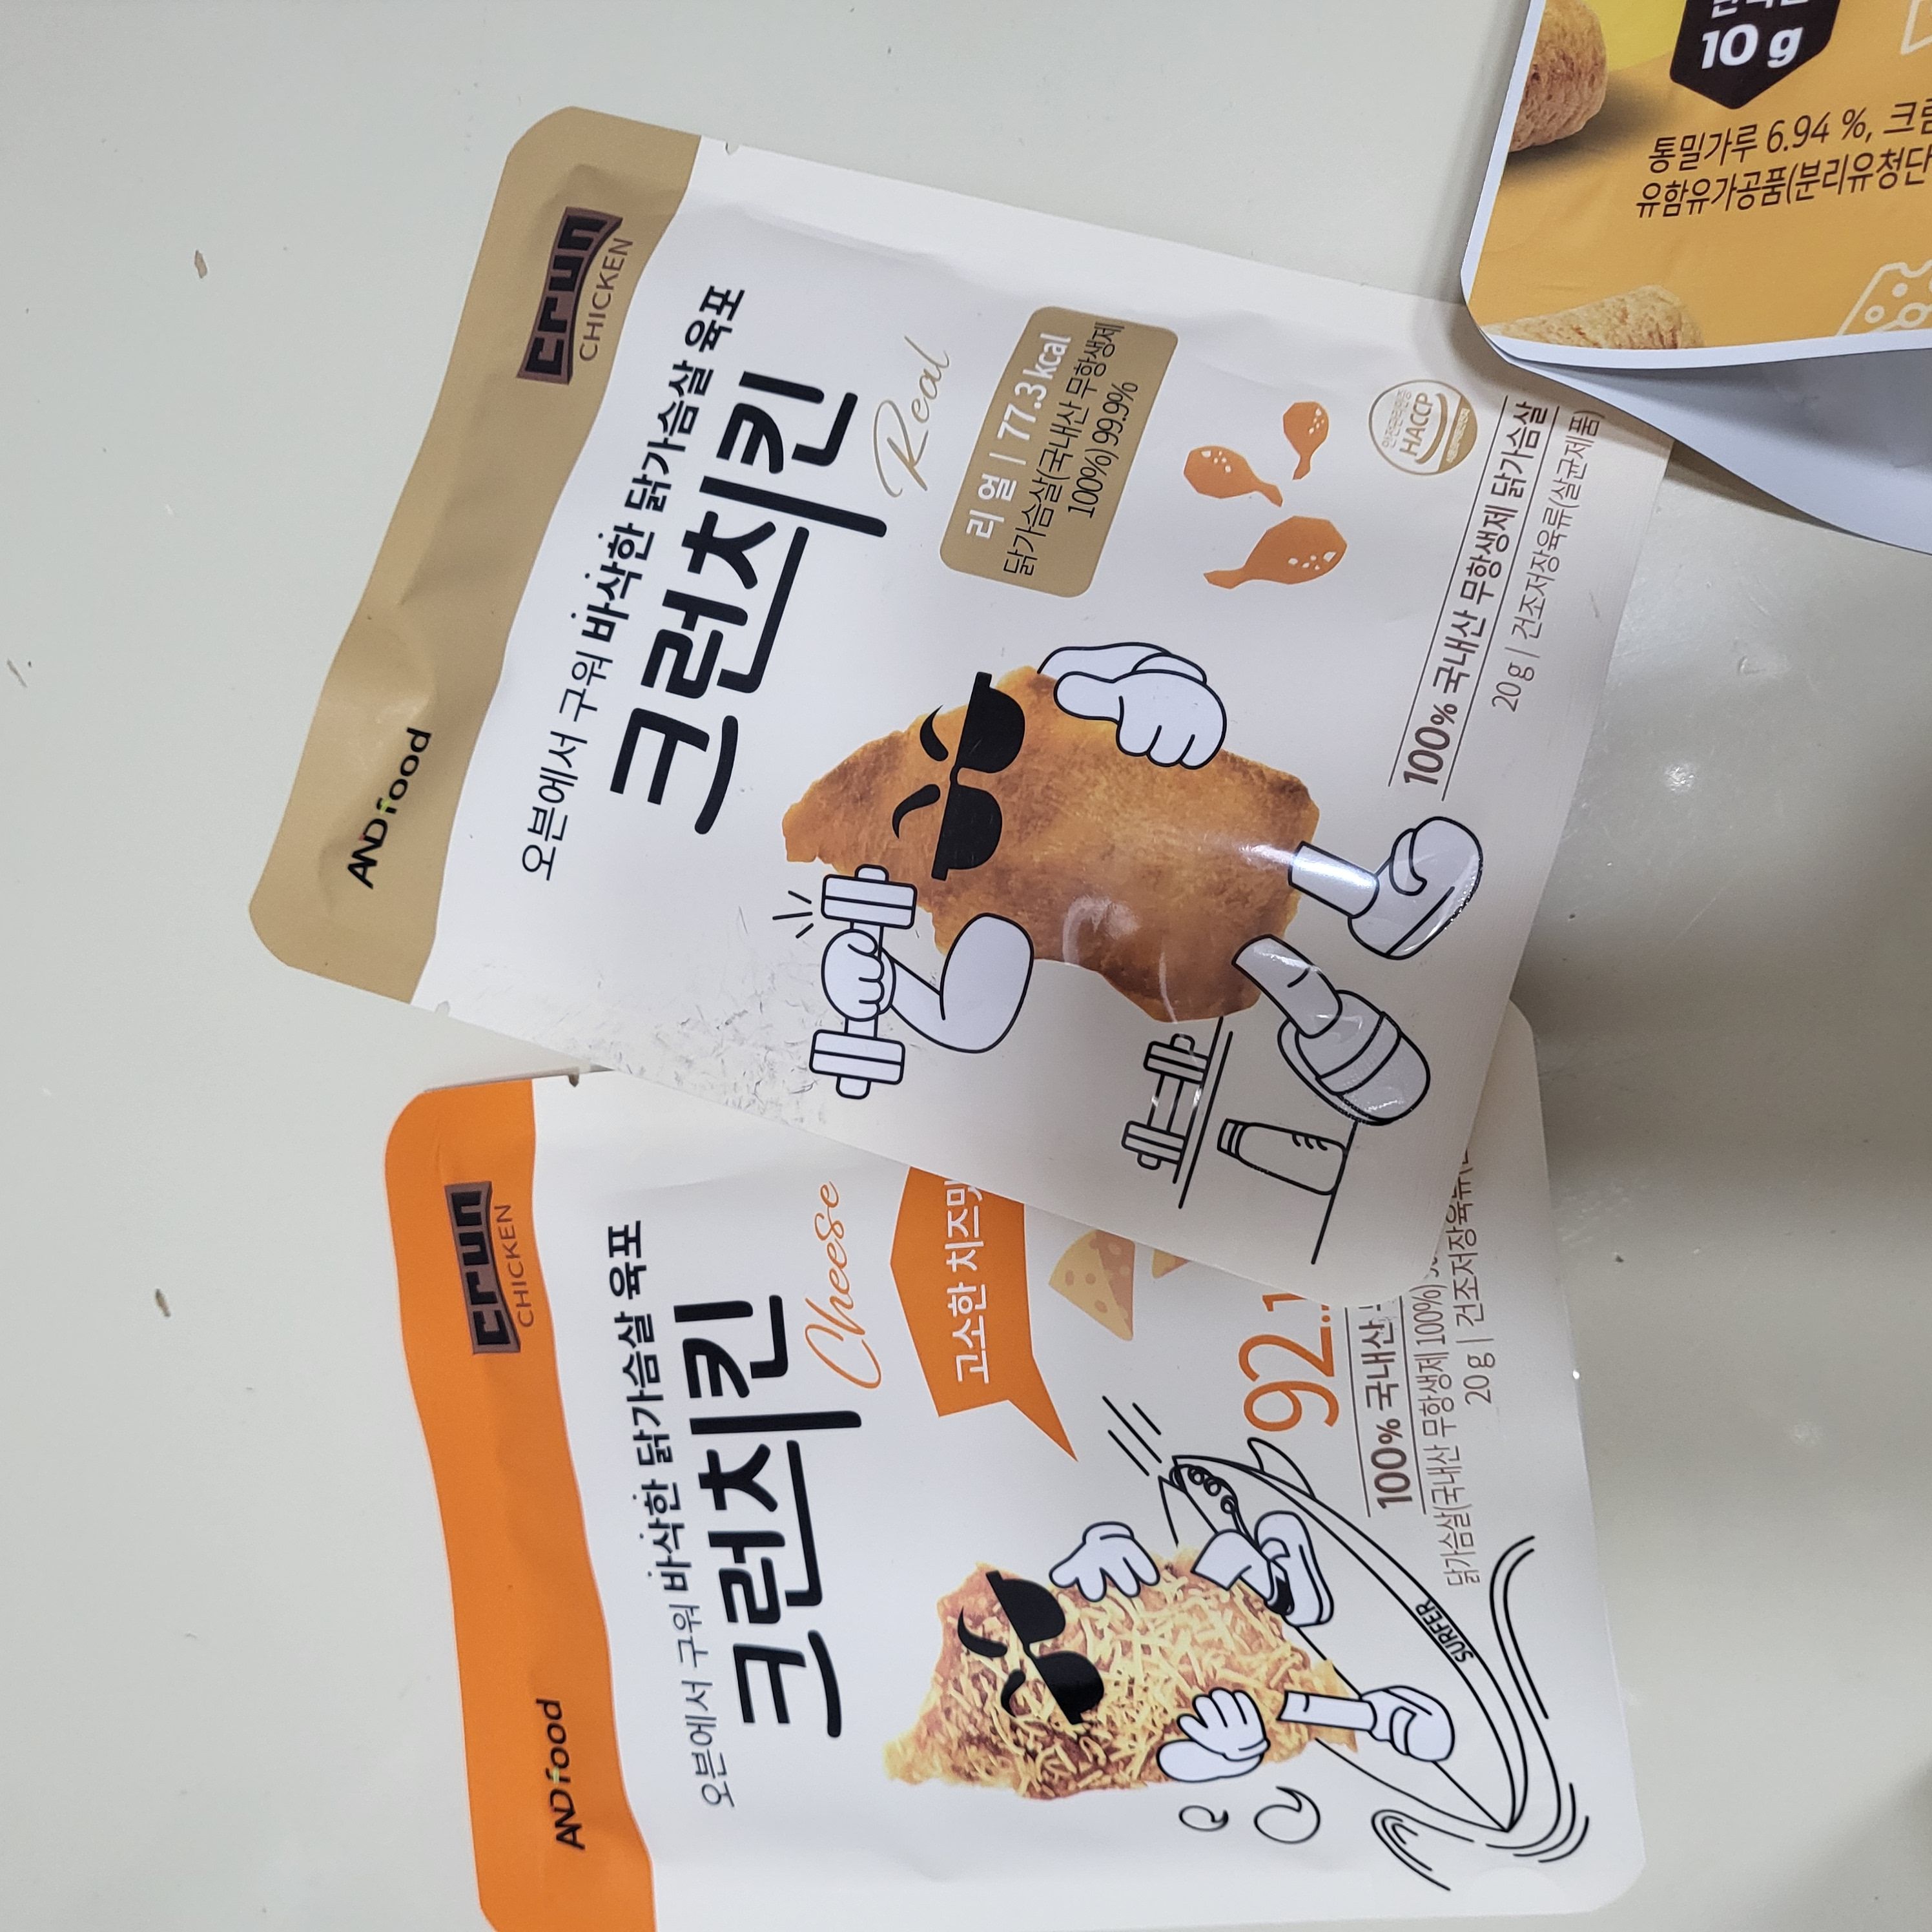 ANDfood
crun
CHICKEN
오븐에서 구워 바삭한 닭가슴살 육포
크런치킨
Real
리얼 | 77.3 kcal
닭가슴살(국내산 무항생제
100%) 99.9%
HACCP
100% 국내산 무항생제 닭가슴살
20 g | 건조저장육류(살균제품)
ANDfood
crun
CHICKEN
오븐에서 구워 바삭한 닭가슴살 육포
크런치킨
Cheese
고소한 치즈맛
92.1
100% 국내산
닭가슴살(국내산 무항생제 100%)
20 g | 건조저장육류
SURFER
10 g
통밀가루 6.94 %, 크림
유함유가공품(분리유청단